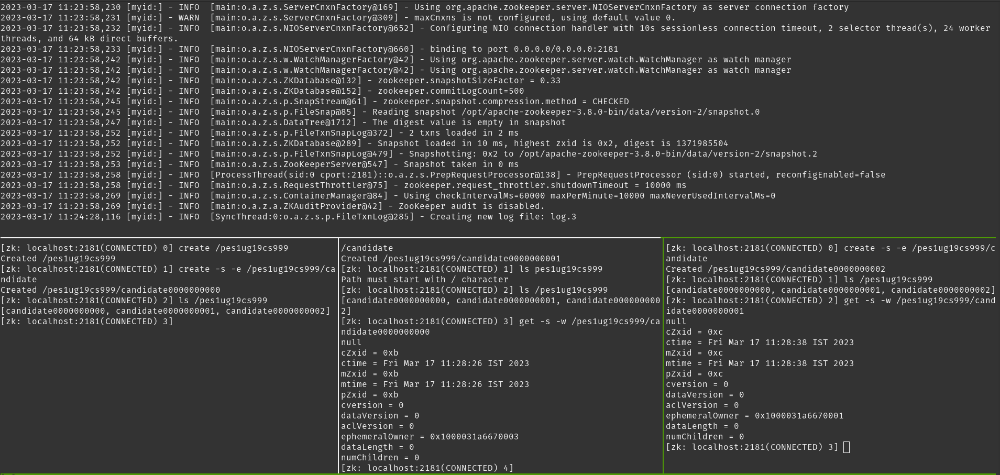 2023-03-17 11:23:58,230 [myid:] - INFO  [main:o.a.z.s.ServerCnxnFactory@169] - Using org.apache.zookeeper.server.NIOServerCnxnFactory as server connection factory
2023-03-17 11:23:58,231 [myid:] - WARN  [main:o.a.z.s.ServerCnxnFactory@309] - maxCnxns is not configured, using default value 0.
2023-03-17 11:23:58,232 [myid:] - INFO  [main:o.a.z.s.NIOServerCnxnFactory@652] - Configuring NIO connection handler with 10s sessionless connection timeout, 2 selector thread(s), 24 worker
threads, and 64 kB direct buffers.
2023-03-17 11:23:58,233 [myid:] - INFO  [main:o.a.z.s.NIOServerCnxnFactory@660] - binding to port 0.0.0.0/0.0.0.0:2181
2023-03-17 11:23:58,242 [myid:] - INFO  [main:o.a.z.s.w.WatchManagerFactory@42] - Using org.apache.zookeeper.server.watch.WatchManager as watch manager
2023-03-17 11:23:58,242 [myid:] - INFO  [main:o.a.z.s.w.WatchManagerFactory@42] - Using org.apache.zookeeper.server.watch.WatchManager as watch manager
2023-03-17 11:23:58,242 [myid:] - INFO  [main:o.a.z.s.ZKDatabase@132] - zookeeper.snapshotSizeFactor = 0.33
2023-03-17 11:23:58,242 [myid:] - INFO  [main:o.a.z.s.ZKDatabase@152] - zookeeper.commitLogCount=500
2023-03-17 11:23:58,245 [myid:] - INFO  [main:o.a.z.s.p.SnapStream@61] - zookeeper.snapshot.compression.method = CHECKED
2023-03-17 11:23:58,245 [myid:] - INFO  [main:o.a.z.s.p.FileSnap@85] - Reading snapshot /opt/apache-zookeeper-3.8.0-bin/data/version-2/snapshot.0
2023-03-17 11:23:58,247 [myid:] - INFO  [main:o.a.z.s.DataTree@1712] - The digest value is empty in snapshot
2023-03-17 11:23:58,252 [myid:] - INFO  [main:o.a.z.s.p.FileTxnSnapLog@372] - 2 txns loaded in 2 ms
2023-03-17 11:23:58,252 [myid:] - INFO  [main:o.a.z.s.ZKDatabase@289] - Snapshot loaded in 10 ms, highest zxid is 0x2, digest is 1371985504
2023-03-17 11:23:58,252 [myid:] - INFO  [main:o.a.z.s.p.FileTxnSnapLog@479] - Snapshotting: 0x2 to /opt/apache-zookeeper-3.8.0-bin/data/version-2/snapshot.2
2023-03-17 11:23:58,253 [myid:] - INFO  [main:o.a.z.s.ZooKeeperServer@547] - Snapshot taken in 0 ms
2023-03-17 11:23:58,258 [myid:] - INFO  [ProcessThread(sid:0 cport:2181)::o.a.z.s.PrepRequestProcessor@138] - PrepRequestProcessor (sid:0) started, reconfigEnabled=false
2023-03-17 11:23:58,258 [myid:] - INFO  [main:o.a.z.s.RequestThrottler@75] - zookeeper.request_throttler.shutdownTimeout = 10000 ms
2023-03-17 11:23:58,269 [myid:] - INFO  [main:o.a.z.s.ContainerManager@84] - Using checkIntervalMs=60000 maxPerMinute=10000 maxNeverUsedIntervalMs=0
2023-03-17 11:23:58,269 [myid:] - INFO  [main:o.a.z.a.ZKAuditProvider@42] - ZooKeeper audit is disabled.
2023-03-17 11:24:28,116 [myid:] - INFO  [SyncThread:0:o.a.z.s.p.FileTxnLog@285] - Creating new log file: log.3
[zk: localhost:2181(CONNECTED) 0] create /pes1ug19cs999
Created /pes1ug19cs999
[zk: localhost:2181(CONNECTED) 1] create -s -e /pes1ug19cs999/ca
ndidate
Created /pes1ug19cs999/candidate0000000000
[zk: localhost:2181(CONNECTED) 2] ls /pes1ug19cs999
[candidate0000000000, candidate0000000001, candidate0000000002]
[zk: localhost:2181(CONNECTED) 3]
/candidate
Created /pes1ug19cs999/candidate0000000001
[zk: localhost:2181(CONNECTED) 1] ls pes1ug19cs999
Path must start with / character
[zk: localhost:2181(CONNECTED) 2] ls /pes1ug19cs999
[candidate0000000000, candidate0000000001, candidate000000000
2]
[zk: localhost:2181(CONNECTED) 3] get -s -w /pes1ug19cs999/ca
ndidate0000000000
null
cZxid = 0xb
ctime = Fri Mar 17 11:28:26 IST 2023
mZxid = 0xb
mtime = Fri Mar 17 11:28:26 IST 2023
pZxid = 0xb
cversion = 0
dataVersion = 0
aclVersion = 0
ephemeralOwner = 0x1000031a6670003
dataLength = 0
numChildren = 0
[zk: localhost:2181(CONNECTED) 4]
[zk: localhost:2181(CONNECTED) 0] create -s -e /pes1ug19cs999/c
andidate
Created /pes1ug19cs999/candidate0000000002
[zk: localhost:2181(CONNECTED) 1] ls /pes1ug19cs999
[candidate0000000000, candidate0000000001, candidate0000000002]
[zk: localhost:2181(CONNECTED) 2] get -s -w /pes1ug19cs999/cand
idate0000000001
null
cZxid = 0xc
ctime = Fri Mar 17 11:28:38 IST 2023
mZxid = 0xc
mtime = Fri Mar 17 11:28:38 IST 2023
pZxid = 0xc
cversion = 0
dataVersion = 0
aclVersion = 0
ephemeralOwner = 0x1000031a6670001
dataLength = 0
numChildren = 0
[zk: localhost:2181(CONNECTED) 3]